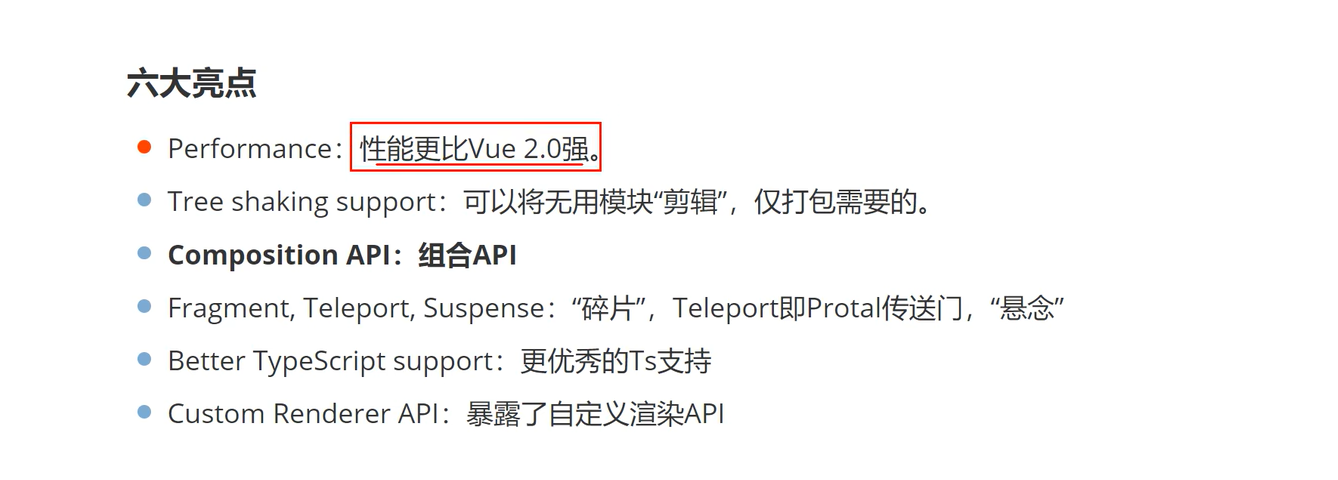 六大亮点
Performance：性能更比Vue 2.0强。
Tree shaking support：可以将无用模块“剪辑”，仅打包需要的。
Composition API：组合API
Fragment, Teleport, Suspense：“碎片”，Teleport即Protal传送门，“悬念”
Better TypeScript support：更优秀的Ts支持
Custom Renderer API：暴露了自定义渲染API